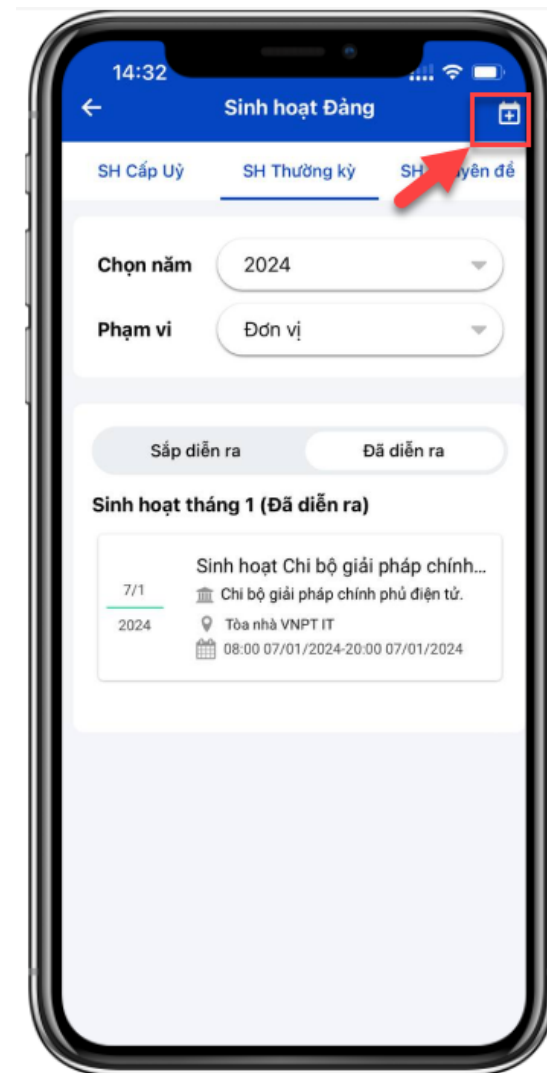 14:32
Sinh hoạt Đảng
SH Cấp Uỷ SH Thường kỳ SH yên đề
Chọn năm 2024
Phạm vi Đơn vị
Sắp diễn ra Đã diễn ra
Sinh hoạt tháng 1 (Đã diễn ra)
Sinh hoạt Chi bộ giải pháp chính...
7/1 Chi bộ giải pháp chính phủ điện tử.
2024 Tòa nhà VNPT IT
08:00 07/01/2024-20:00 07/01/2024